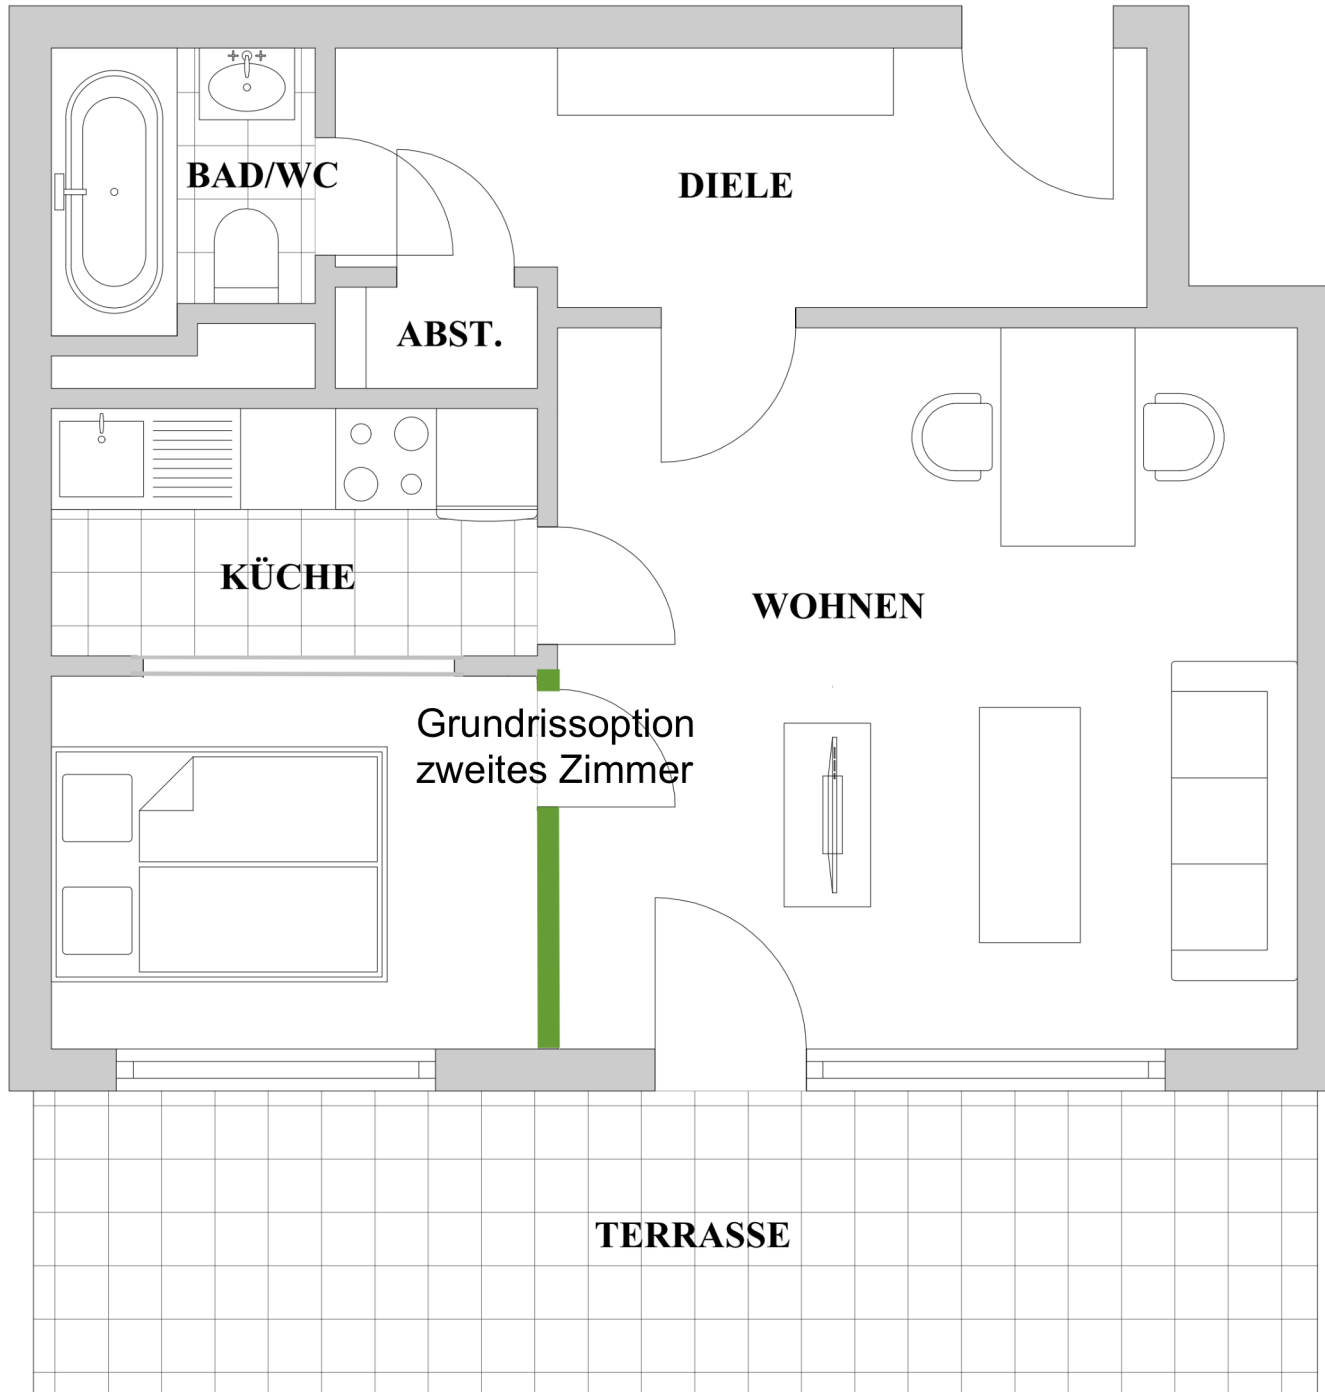 BAD/WC
DIELE
ABST.
KÜCHE
WOHNEN
Grundrissoption
zweites Zimmer
TERRASSE